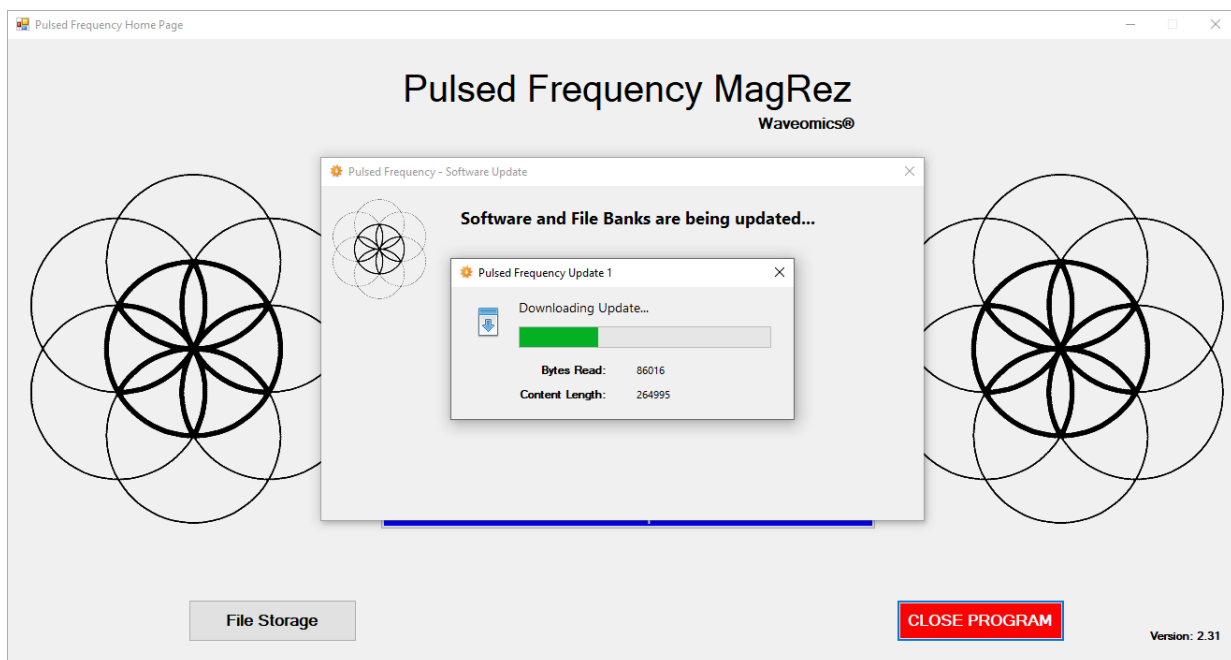 Pulsed Frequency Home Page
Pulsed Frequency MagRez
Waveomics®
Pulsed Frequency - Software Update
Software and File Banks are being updated...
Pulsed Frequency Update 1
Downloading Update...
Bytes Read: 86016
Content Length: 264995
File Storage
CLOSE PROGRAM
Version: 2.31